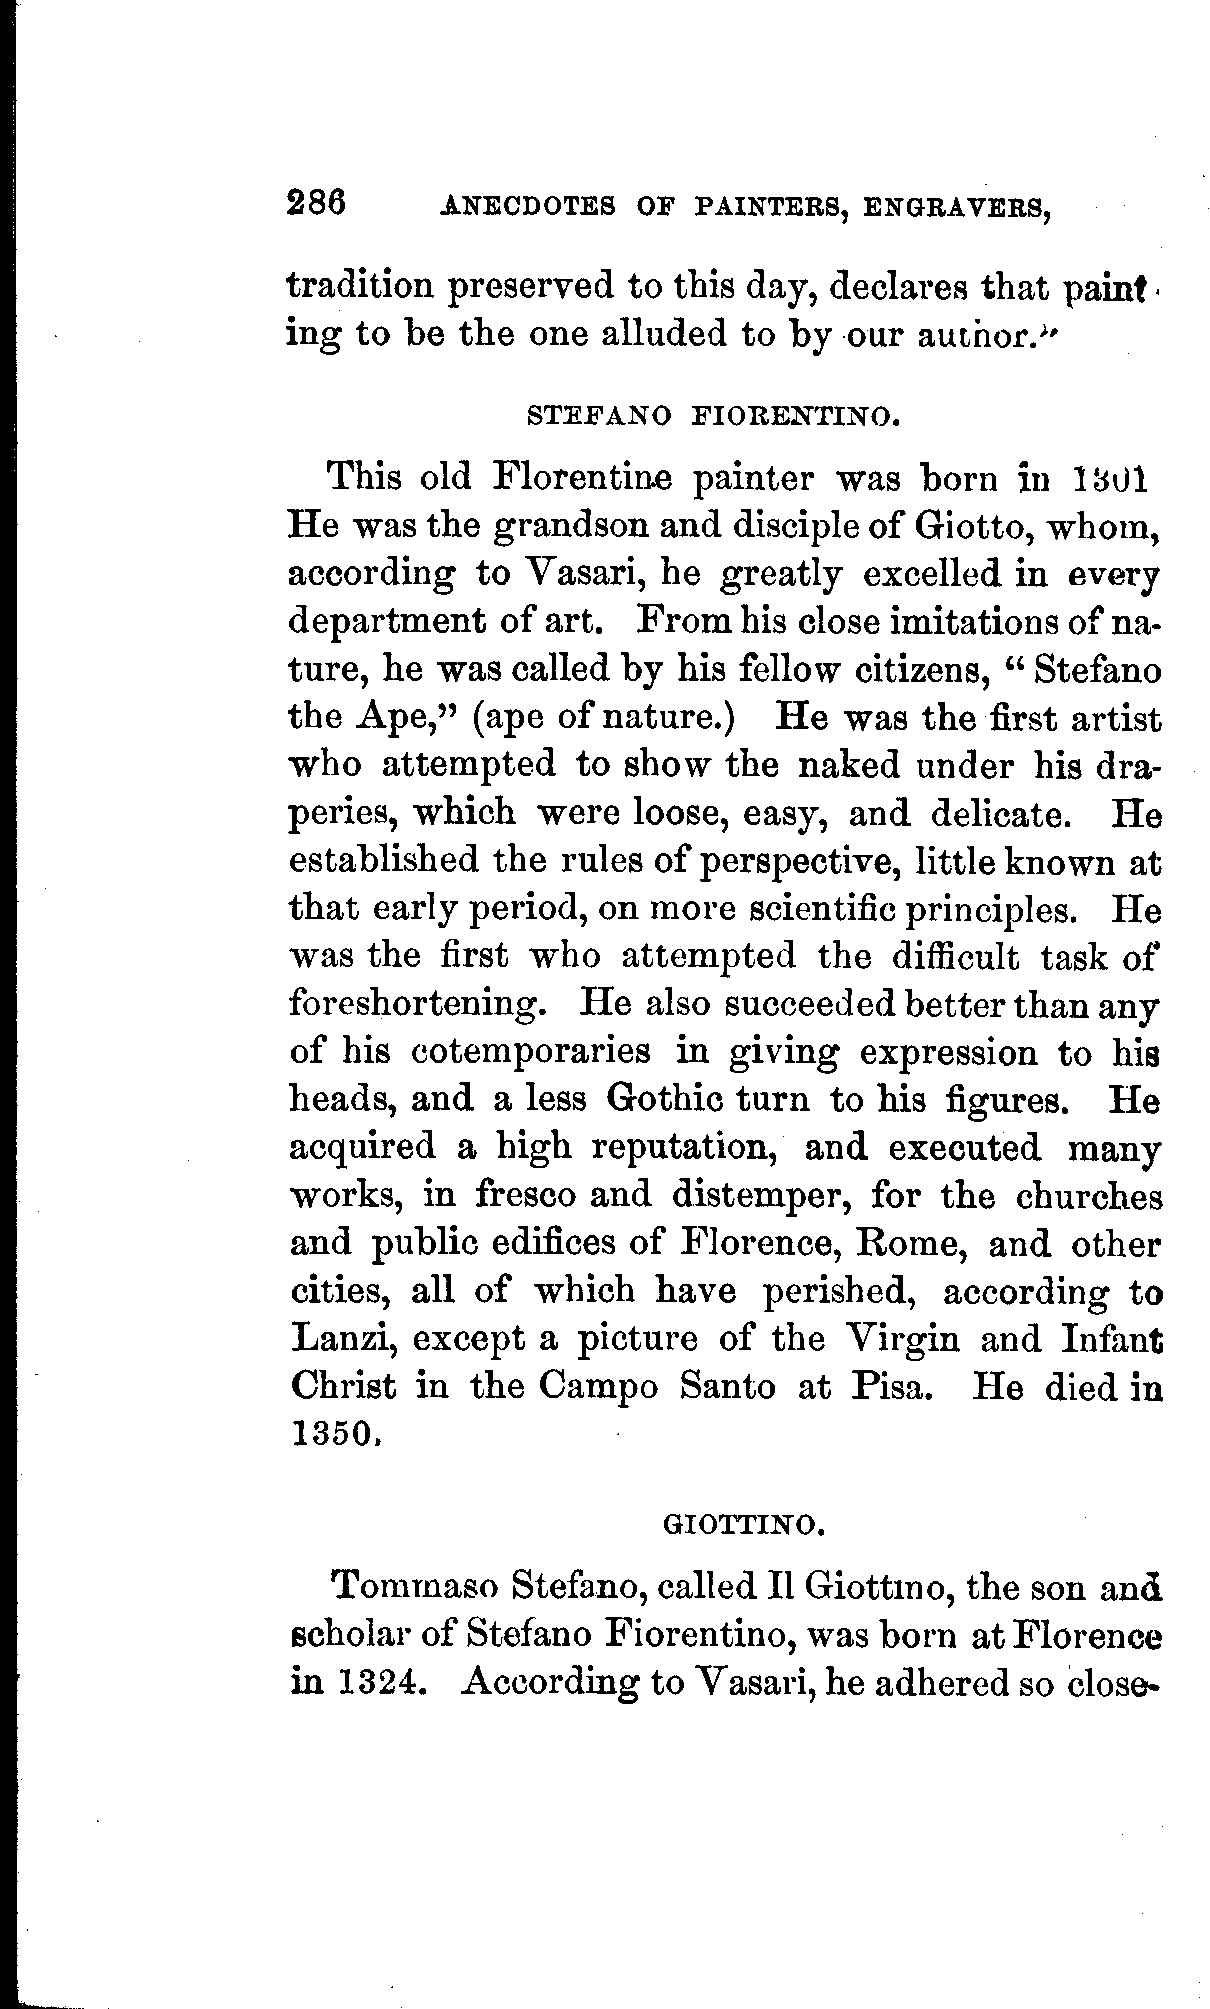 286 ANECDOTES OF PAINTERS, ENGRAVERS,
tradition preserved to this day, declares that paint-
ing to be the one alluded to by our author."
STEFANO FIORENTINO.
This old Florentine painter was born in 1301
He was the grandson and disciple of Giotto, whom,
according to Vasari, he greatly excelled in every
department of art. From his close imitations of na-
ture, he was called by his fellow citizens, “ Stefano
the Ape,” (ape of nature.) He was the first artist
who attempted to show the naked under his dra-
peries, which were loose, easy, and delicate. He
established the rules of perspective, little known at
that early period, on more scientific principles. He
was the first who attempted the difficult task of
foreshortening. He also succeeded better than any
of his cotemporaries in giving expression to his
heads, and a less Gothic turn to his figures. He
acquired a high reputation, and executed many
works, in fresco and distemper, for the churches
and public edifices of Florence, Rome, and other
cities, all of which have perished, according to
Lanzi, except a picture of the Virgin and Infant
Christ in the Campo Santo at Pisa. He died in
1350.
GIOTTINO.
Tommaso Stefano, called Il Giottino, the son and
scholar of Stefano Fiorentino, was born at Florence
in 1324. According to Vasari, he adhered so close-